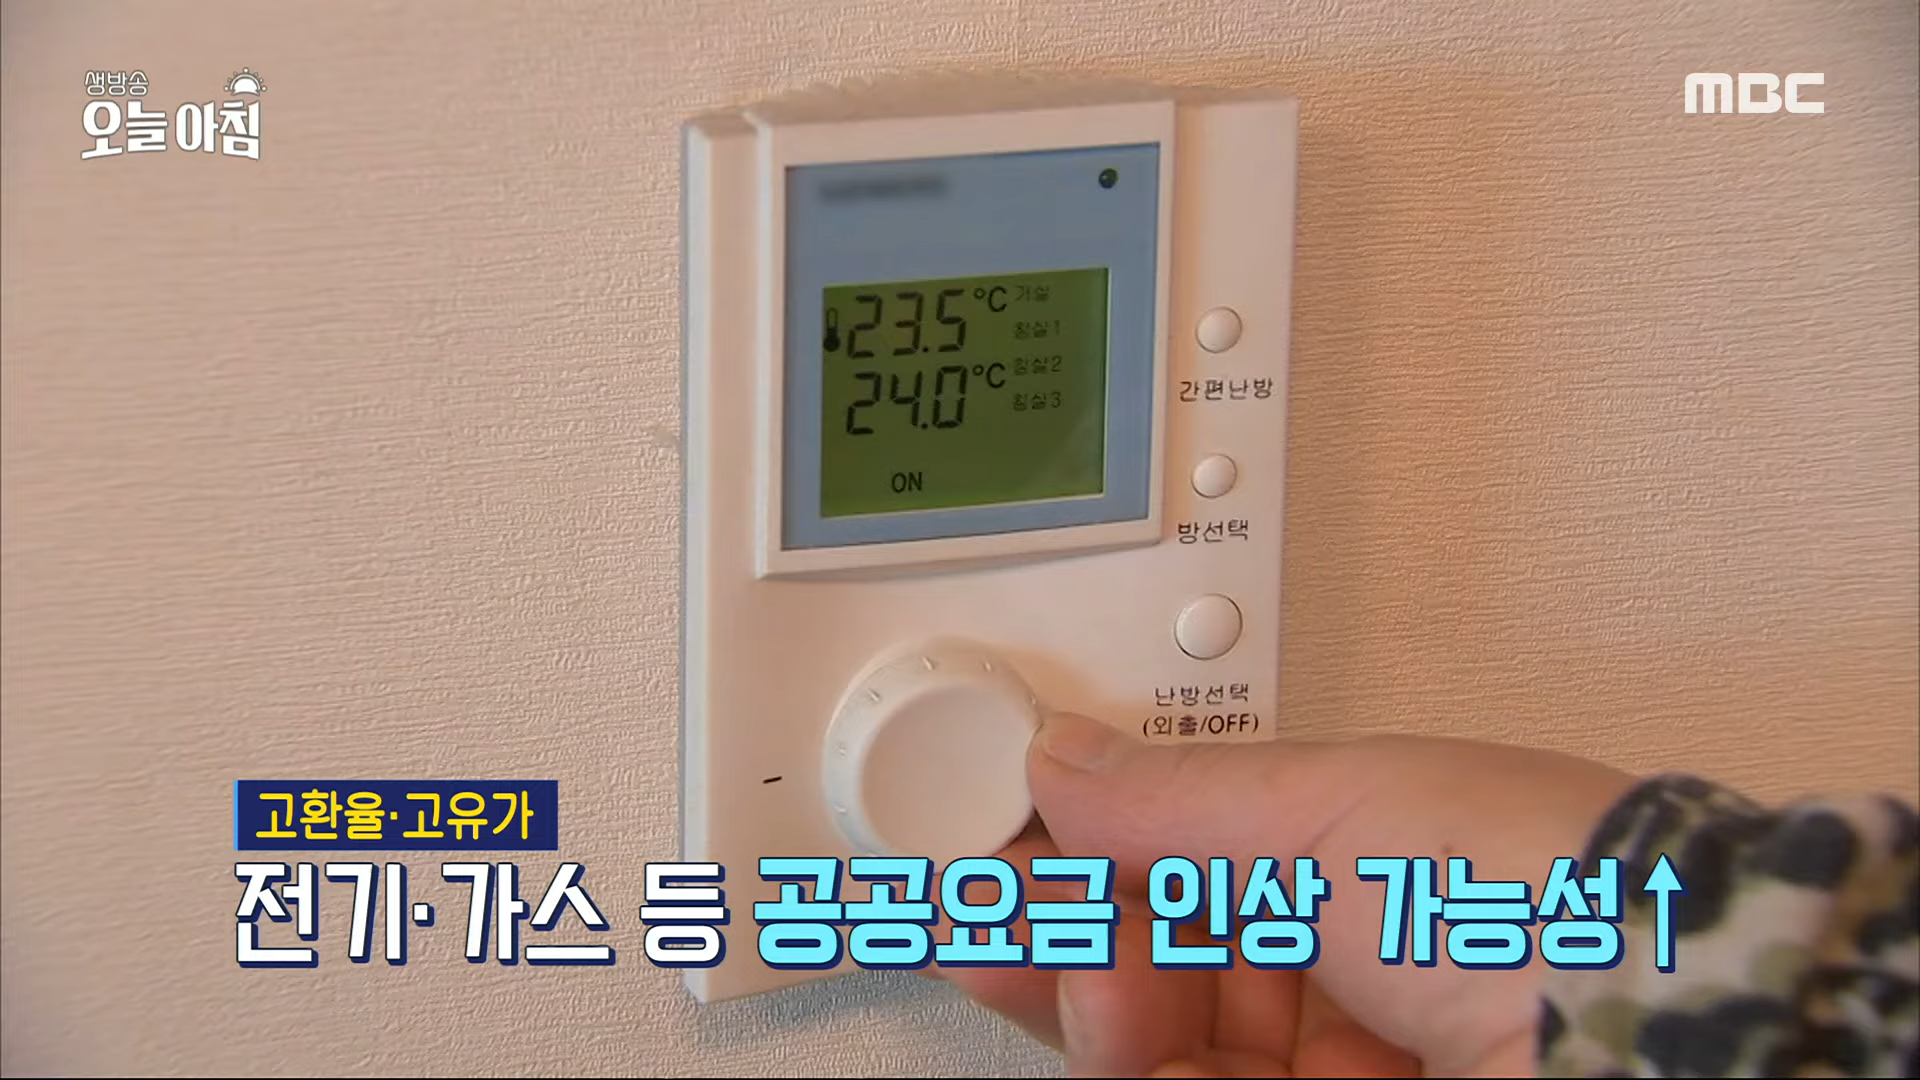 생방송
오늘 아침
MBC
23.5 °C 거실
침실1
24.0 °C 침실2
침실3
ON
간편난방
방선택
난방선택
(외출/OFF)
고환율·고유가
전기·가스 등 공공요금 인상 가능성↑